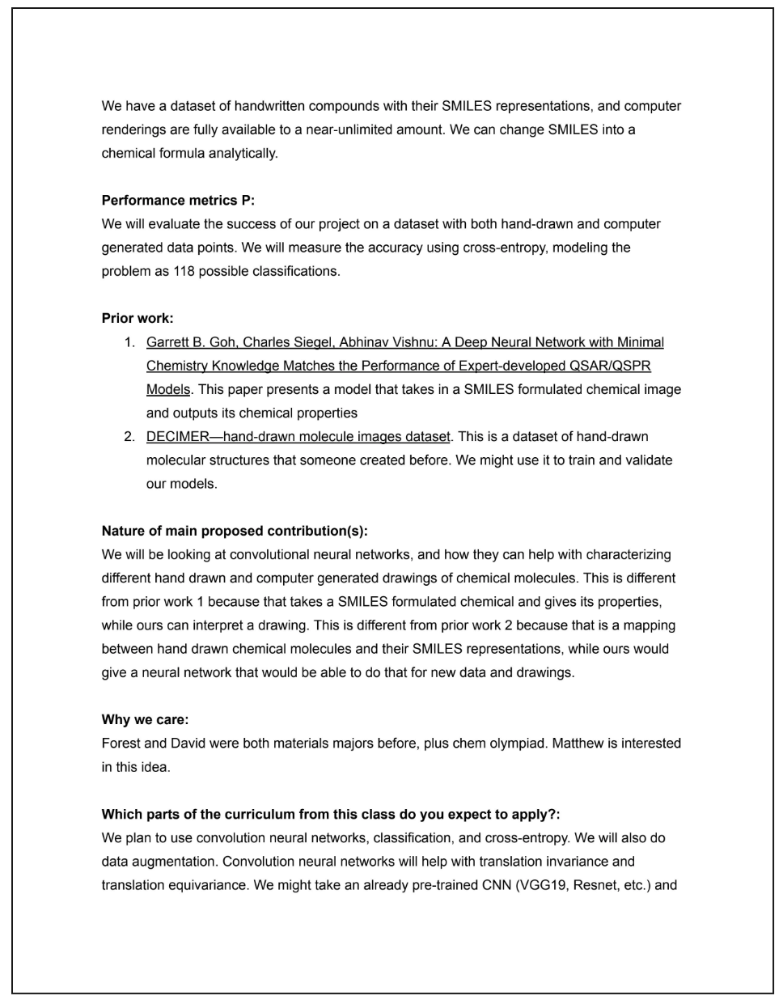 We have a dataset of handwritten compounds with their SMILES representations, and computer
renderings are fully available to a near-unlimited amount. We can change SMILES into a
chemical formula analytically.
Performance metrics P:
We will evaluate the success of our project on a dataset with both hand-drawn and computer
generated data points. We will measure the accuracy using cross-entropy, modeling the
problem as 118 possible classifications.
Prior work:
1. Garrett B. Goh, Charles Siegel, Abhinav Vishnu: A Deep Neural Network with Minimal
Chemistry Knowledge Matches the Performance of Expert-developed QSAR/QSPR
Models. This paper presents a model that takes in a SMILES formulated chemical image
and outputs its chemical properties
2. DECIMER—hand-drawn molecule images dataset. This is a dataset of hand-drawn
molecular structures that someone created before. We might use it to train and validate
our models.
Nature of main proposed contribution(s):
We will be looking at convolutional neural networks, and how they can help with characterizing
different hand drawn and computer generated drawings of chemical molecules. This is different
from prior work 1 because that takes a SMILES formulated chemical and gives its properties,
while ours can interpret a drawing. This is different from prior work 2 because that is a mapping
between hand drawn chemical molecules and their SMILES representations, while ours would
give a neural network that would be able to do that for new data and drawings.
Why we care:
Forest and David were both materials majors before, plus chem olympiad. Matthew is interested
in this idea.
Which parts of the curriculum from this class do you expect to apply?:
We plan to use convolution neural networks, classification, and cross-entropy. We will also do
data augmentation. Convolution neural networks will help with translation invariance and
translation equivariance. We might take an already pre-trained CNN (VGG19, Resnet, etc.) and